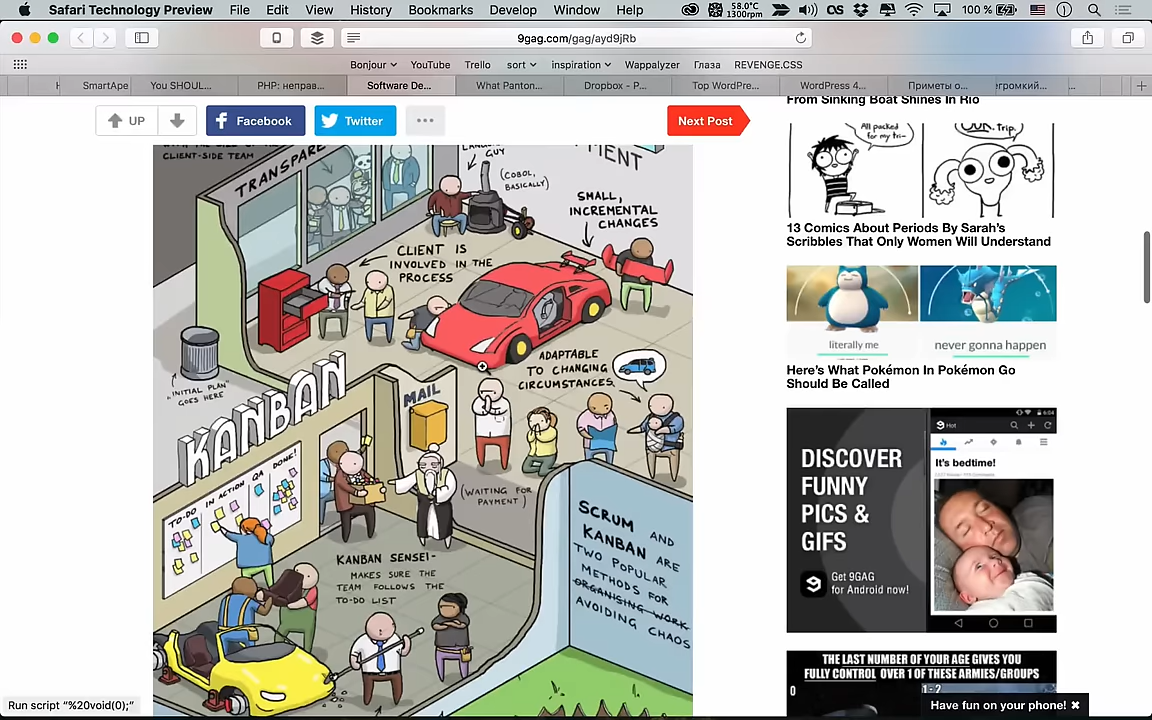 Safari Technology Preview File Edit View History Bookmarks Develop Window Help
58.0°C
1300rpm
100 %
9gag.com/gag/ayd9jRb
Bonjour YouTube Trello sort inspiration Wappalyzer Глаза REVENGE.CSS
SmartApe You SHOUL... PHP: неправ... Software De... What Panton... Dropbox - P... Top WordPre... WordPress 4... Приметы о...
UP
Facebook
Twitter
Next Post
CLIENT-SIDE TEAM
TRANSPARE
GUY
(COBOL,
BASICALLY)
MENT
SMALL,
INCREMENTAL
CHANGES
CLIENT IS
INVOLVED IN THE
PROCESS
"INITIAL PLAN"
GOES HERE
ADAPTABLE
TO CHANGING
CIRCUMSTANCES
KANBAN
MAIL
TO-DO IN ACTION QA DONE!
(WAITING FOR
PAYMENT)
KANBAN SENSEI-
MAKES SURE THE
TEAM FOLLOWS THE
TO-DO LIST
SCRUM AND
KANBAN ARE
TWO POPULAR
METHODS FOR
ORGANISING WORK
AVOIDING CHAOS
From Sinking Boat Shines In Rio
All packed
for my tri-
OUR. trip.
13 Comics About Periods By Sarah's
Scribbles That Only Women Will Understand
literally me
never gonna happen
Here's What Pokémon In Pokémon Go
Should Be Called
DISCOVER
FUNNY
PICS &
GIFS
Get 9GAG
for Android now!
Hot
6:04
It's bedtime!
THE LAST NUMBER OF YOUR AGE GIVES YOU
FULLY CONTROL OVER 1 OF THESE ARMIES/GROUPS
0
1-2
Have fun on your phone! ✖
Run script "%20void(0);"